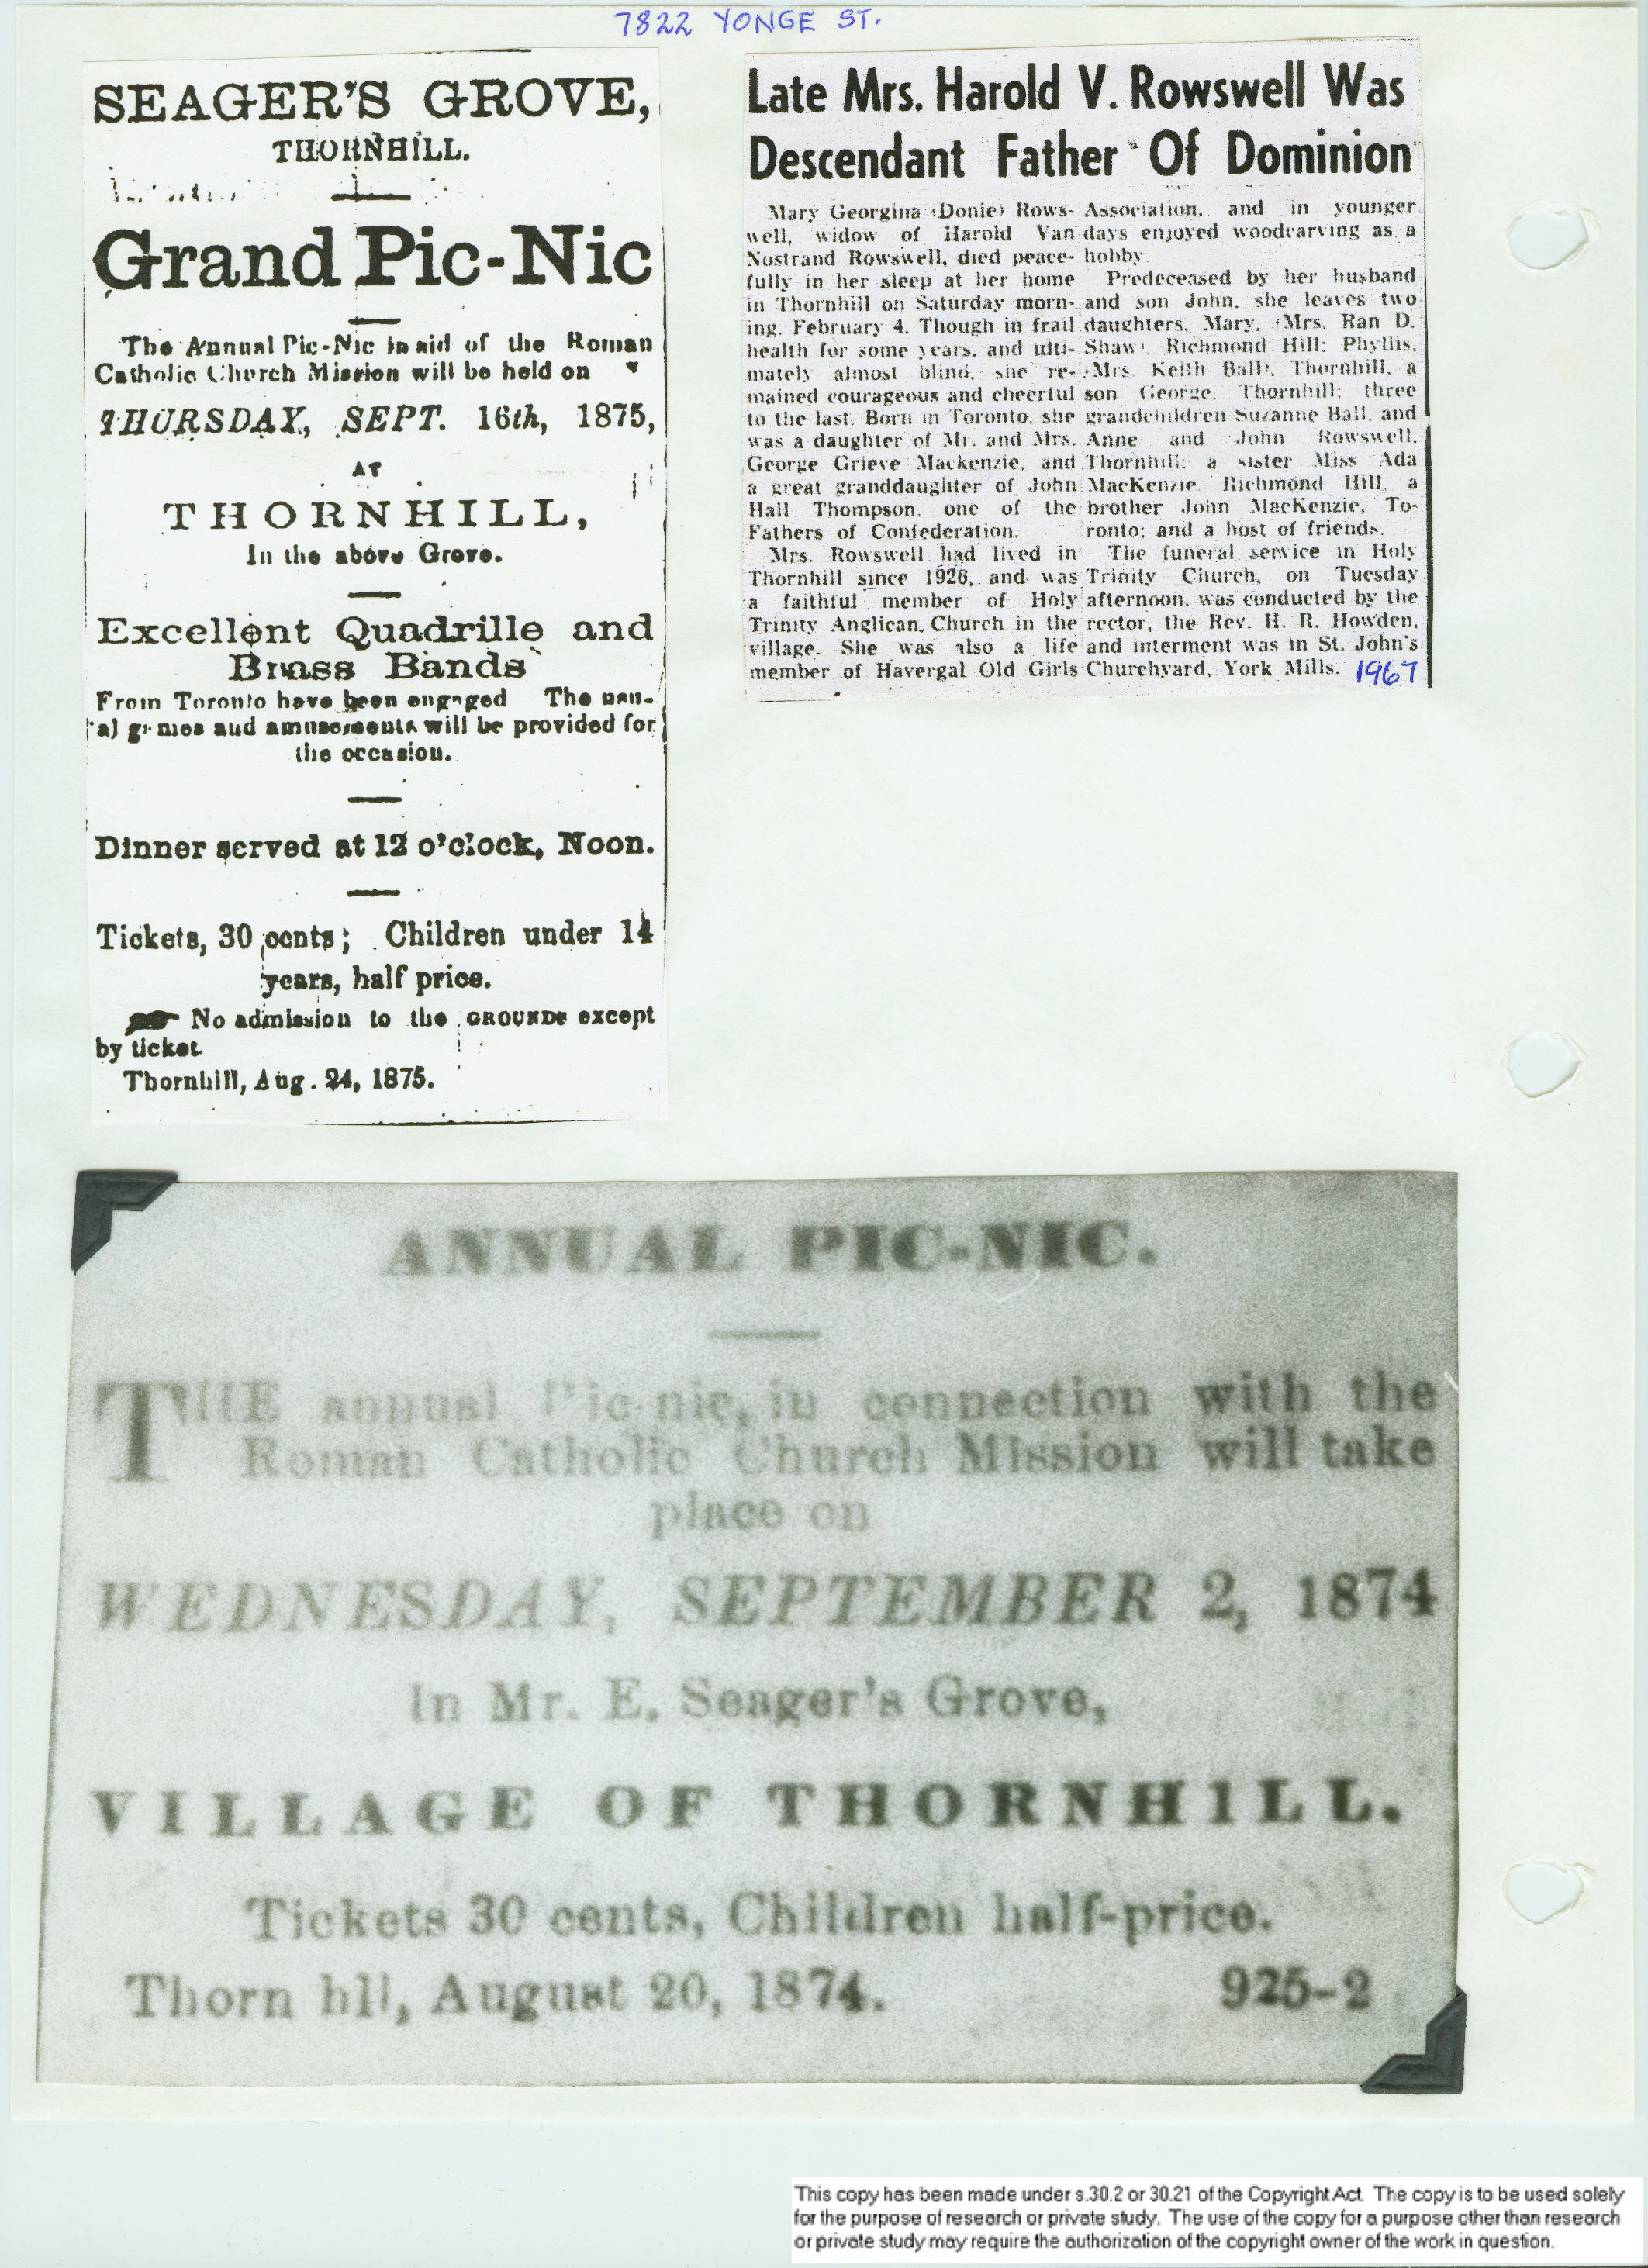 7822 YONGE ST.
SEAGER'S GROVE,
THORNHILL.
Grand Pic-Nic
The Annual Pic-Nic in aid of the Roman
Catholic Church Mission will be held on
THURSDAY, SEPT. 16th, 1875,
AT
THORNHILL,
In the above Grove.
Excellent Quadrille and
Brass Bands
From Toronto have been engaged The usu-
al games and amusements will be provided for
the occasion.
Dinner served at 12 o'clock, Noon.
Tickets, 30 cents; Children under 14
years, half price.
No admission to the GROUNDS except
by ticket.
Thornhill, Aug. 24, 1875.
Late Mrs. Harold V. Rowswell Was
Descendant Father Of Dominion
Mary Georgina (Donie) Rows-
well, widow of Harold Van
Nostrand Rowswell, died peace-
fully in her sleep at her home
in Thornhill on Saturday morn-
ing, February 4. Though in frail
health for some years, and ulti-
mately almost blind, she re-
mained courageous and cheerful
to the last. Born in Toronto, she
was a daughter of Mr. and Mrs.
George Grieve Mackenzie, and
a great granddaughter of John
Hall Thompson, one of the
Fathers of Confederation.
Mrs. Rowswell had lived in
Thornhill since 1926, and was
a faithful member of Holy
Trinity Anglican Church in the
village. She was also a life
member of Havergal Old Girls
Association, and in younger
days enjoyed woodcarving as a
hobby.
Predeceased by her husband
and son John, she leaves two
daughters, Mary, (Mrs. Ran D.
Shaw), Richmond Hill; Phyllis,
(Mrs. Keith Ball), Thornhill, a
son George, Thornhill; three
grandchildren Suzanne Ball, and
Anne and John Rowswell,
Thornhill; a sister Miss Ada
MacKenzie, Richmond Hill, a
brother John MacKenzie, To-
ronto; and a host of friends.
The funeral service in Holy
Trinity Church, on Tuesday
afternoon, was conducted by the
rector, the Rev. H. R. Howden,
and interment was in St. John's
Churchyard, York Mills. 1967
ANNUAL PIC-NIC.
THE annual Pic-nic, in connection with the
Roman Catholic Church Mission will take
place on
WEDNESDAY, SEPTEMBER 2, 1874
In Mr. E. Seager's Grove,
VILLAGE OF THORNHILL.
Tickets 30 cents, Children half-price.
Thorn hll, August 20, 1874. 925-2
This copy has been made under s.30.2 or 30.21 of the Copyright Act. The copy is to be used solely
for the purpose of research or private study. The use of the copy for a purpose other than research
or private study may require the authorization of the copyright owner of the work in question.